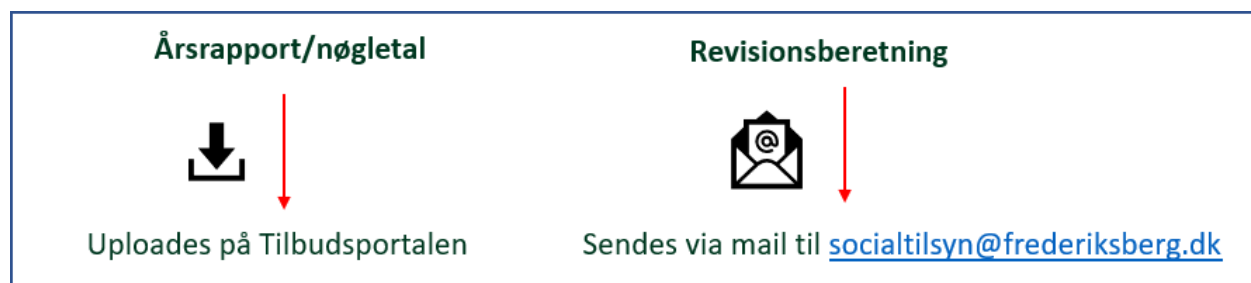 Årsrapport/nøgletal
Uploades på Tilbudsportalen
Revisionsberetning
@
Sendes via mail til socialtilsyn@frederiksberg.dk